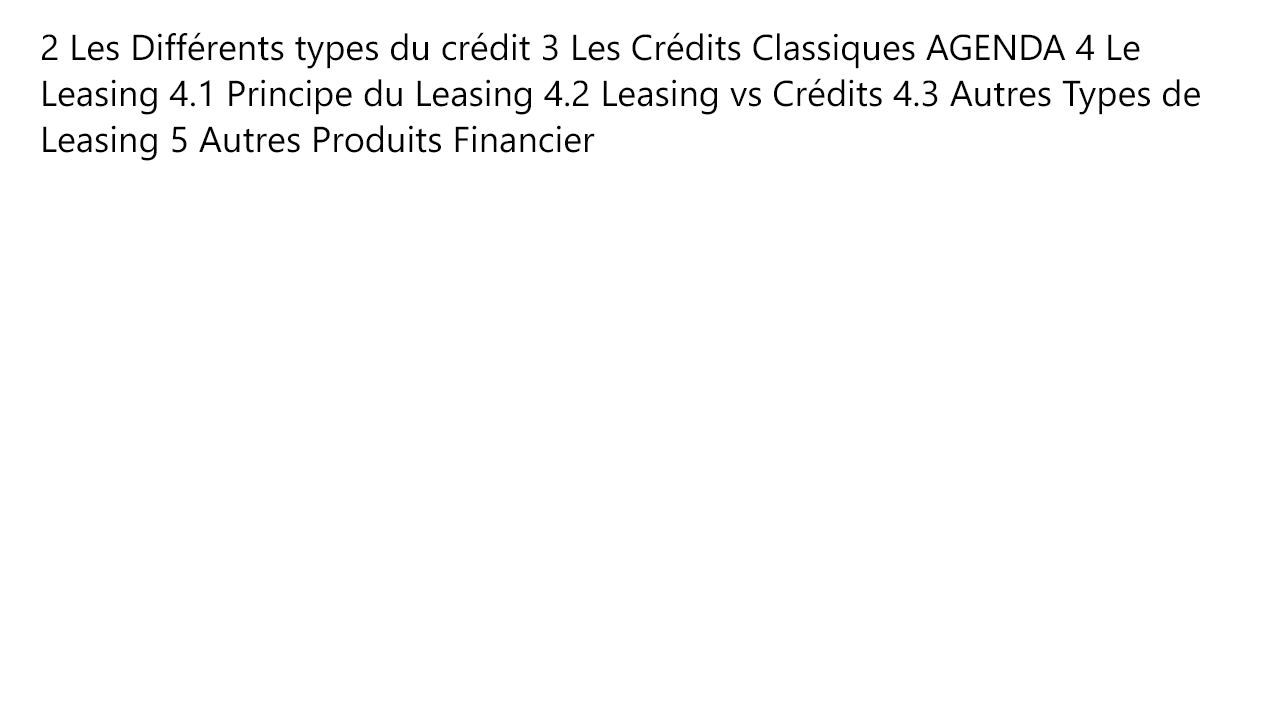 2 Les Différents types du crédit 3 Les Crédits Classiques AGENDA 4 Le
Leasing 4.1 Principe du Leasing 4.2 Leasing vs Crédits 4.3 Autres Types de
Leasing 5 Autres Produits Financier